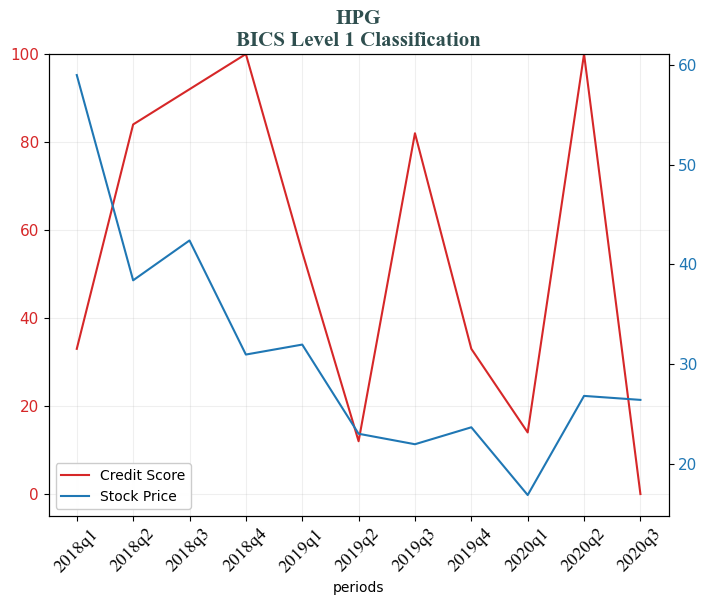 HPG
BICS Level 1 Classification
100
80
60
40
20
0
60
50
40
30
20
Credit Score
Stock Price
2018q1
2018q2
2018q3
2018q4
2019q1
2019q2
2019q3
2019q4
2020q1
2020q2
2020q3
periods